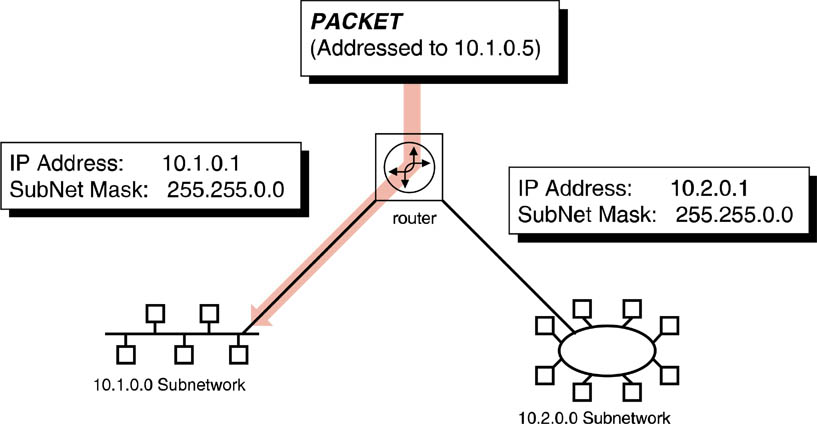 PACKET
(Addressed to 10.1.0.5)
IP Address: 10.1.0.1
SubNet Mask: 255.255.0.0
router
IP Address: 10.2.0.1
SubNet Mask: 255.255.0.0
10.1.0.0 Subnetwork
10.2.0.0 Subnetwork